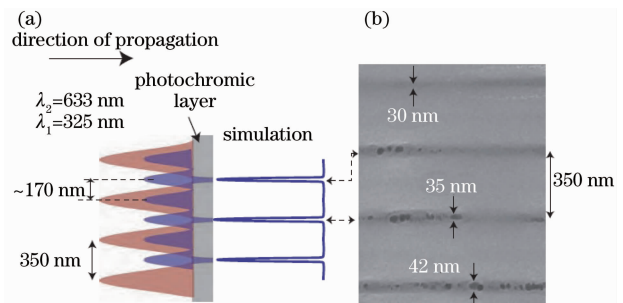 (a)
direction of propagation
λ₂=633 nm
λ₁=325 nm
photochromic
layer
simulation
~170 nm
350 nm
(b)
30 nm
35 nm
350 nm
42 nm